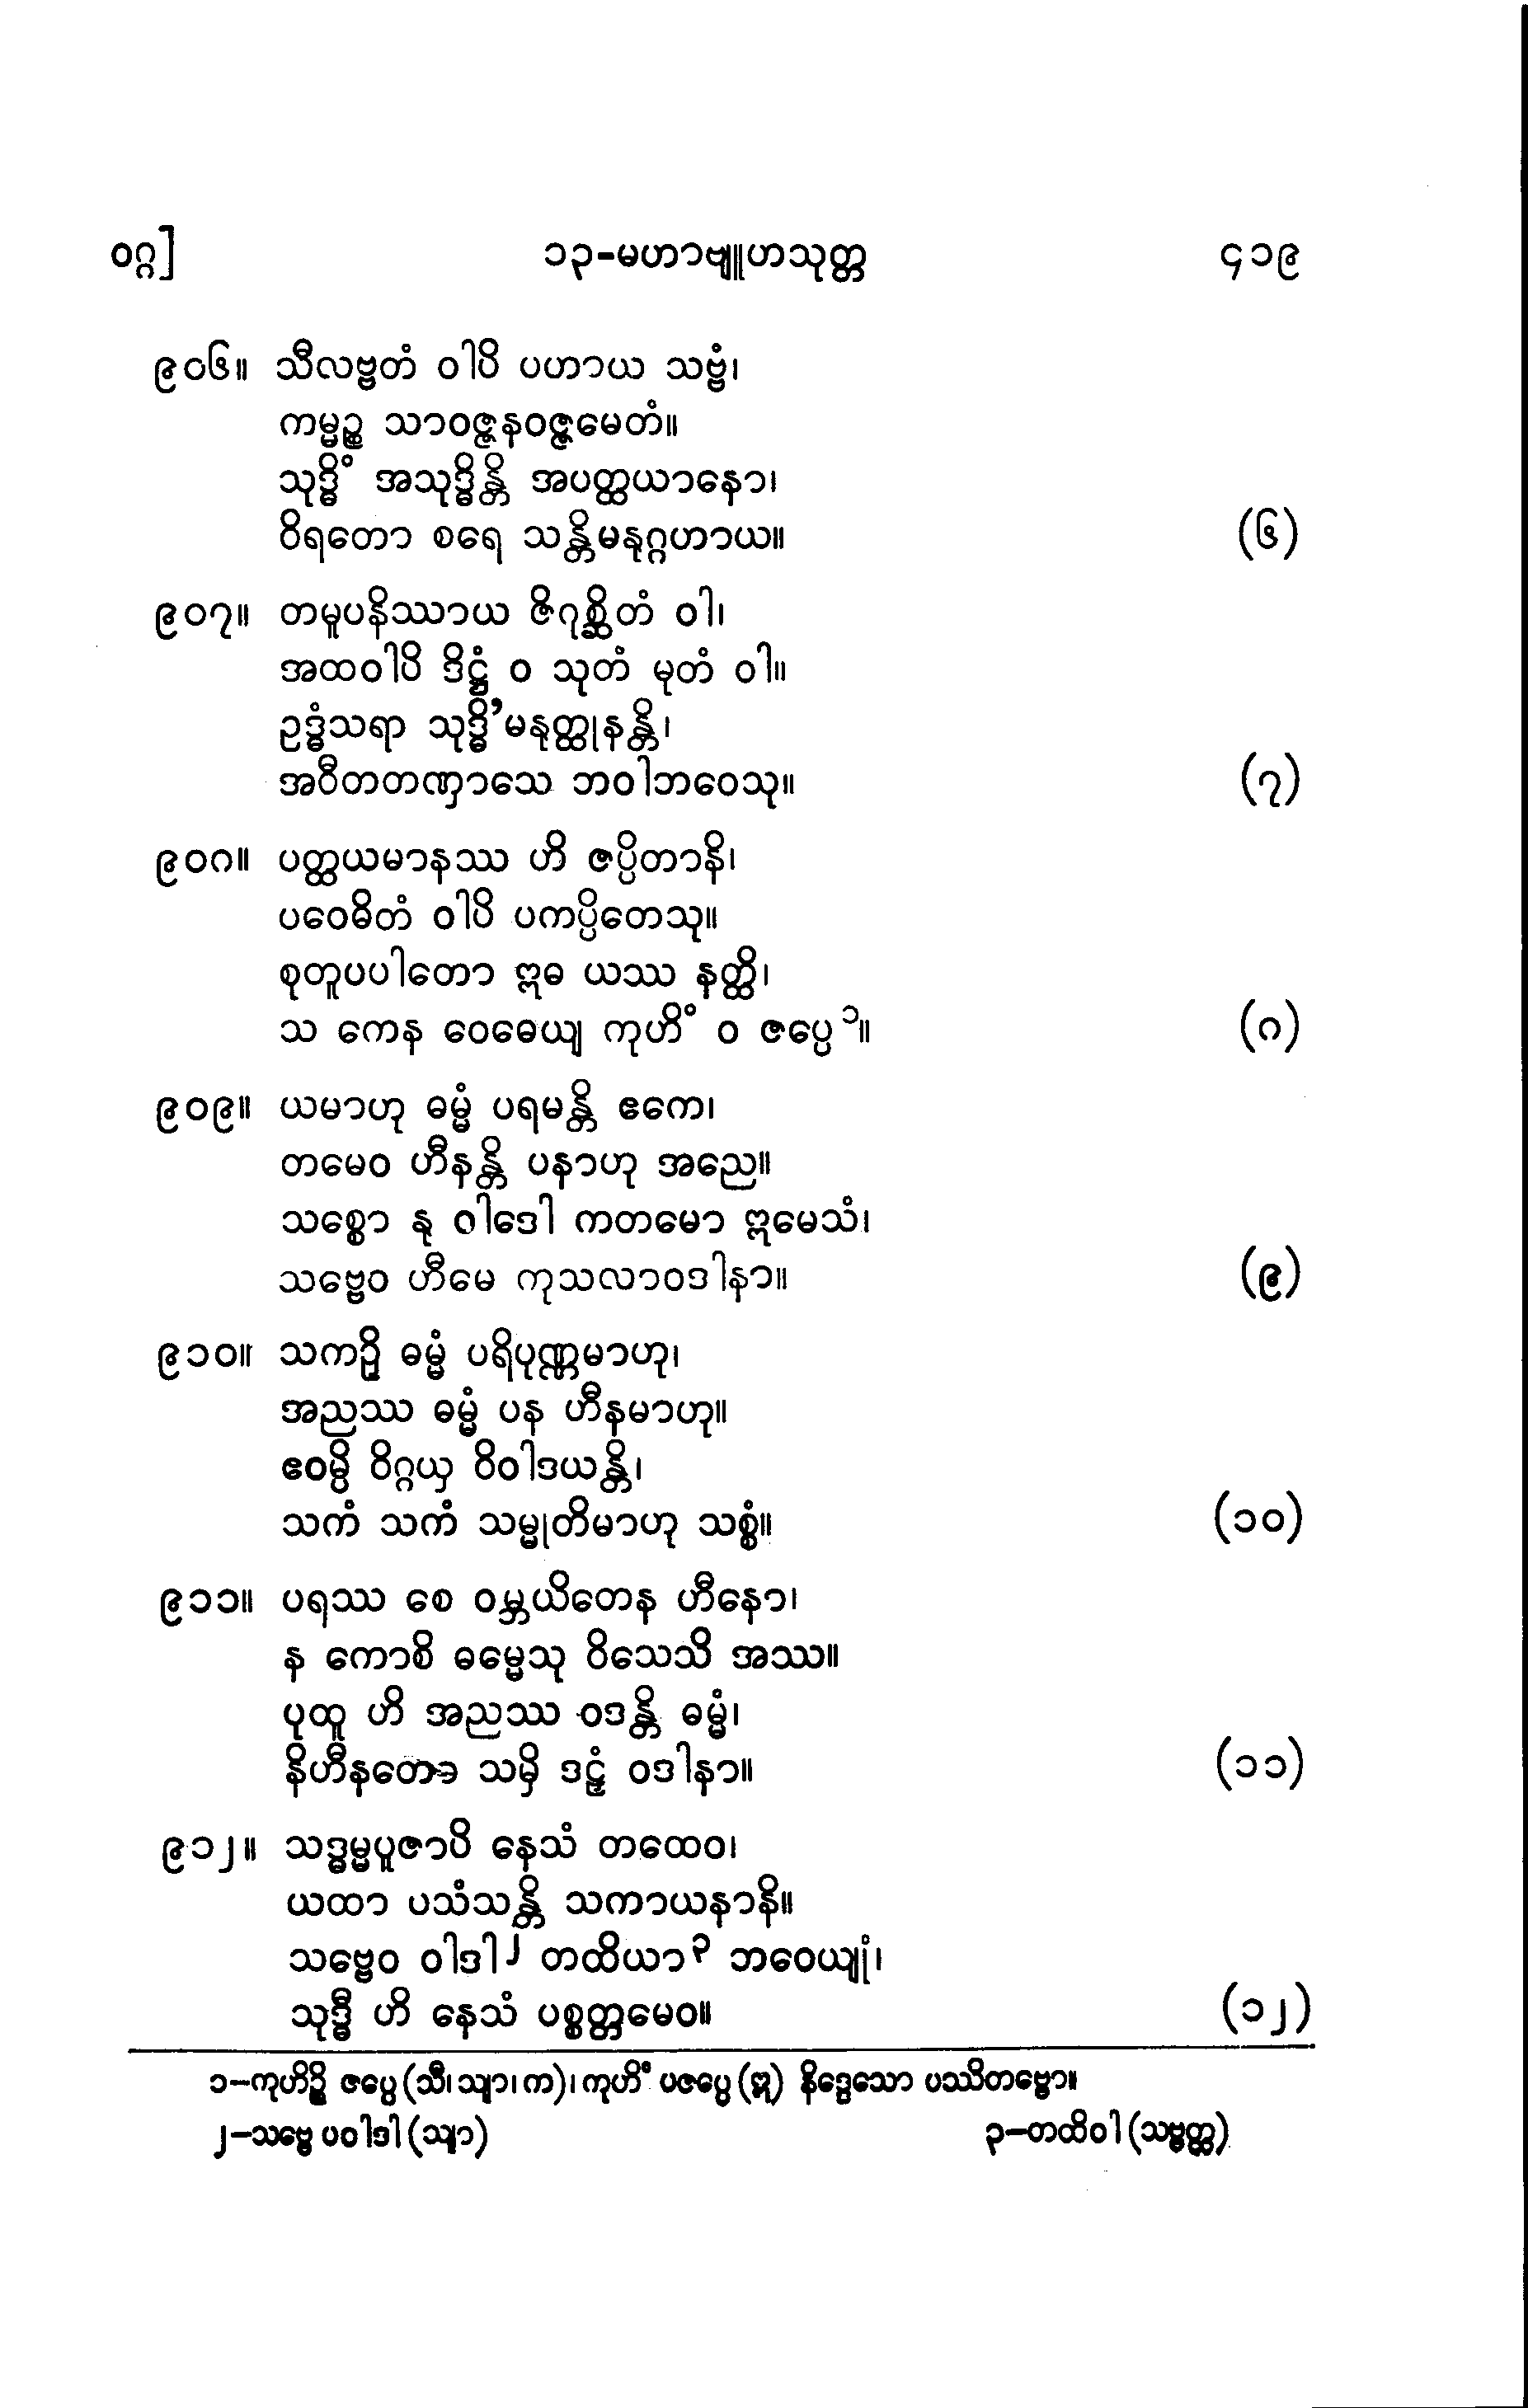 ဝဂ္ဂ] ၁၃-မဟာဗျူဟသုတ္တ ၄၁၉
၉၀၆။ သီလဗ္ဗတံ ဝါပိ ပဟာယ သဗ္ဗံ၊
ကမ္မဉ္စ သာဝဇ္ဇနဝဇ္ဇမေတံ။
သုဒ္ဓိံ အသုဒ္ဓိန္တိ အပတ္ထယာနော၊
ဝိရတော စရေ သန္တိမနုဂ္ဂဟာယ။ (၆)
၉၀၇။ တမူပနိဿာယ ဇိဂုစ္ဆိတံ ဝါ၊
အထဝါပိ ဒိဋ္ဌံ ဝ သုတံ မုတံ ဝါ။
ဥဒ္ဓံသရာ သုဒ္ဓိ’မနုတ္ထုနန္တိ၊
အဝီတတဏှာသေ ဘဝါဘဝေသု။ (၇)
၉၀၈။ ပတ္ထယမာနဿ ဟိ ဇပ္ပိတာနိ၊
ပဝေဓိတံ ဝါပိ ပကပ္ပိတေသု။
စုတူပပါတော ဣဓ ယဿ နတ္ထိ၊
သ ကေန ဝေဓေယျ ကုဟိံ ဝ ဇပ္ပေ ၁။ (၈)
၉၀၉။ ယမာဟု ဓမ္မံ ပရမန္တိ ဧကေ၊
တမေဝ ဟီနန္တိ ပနာဟု အညေ။
သစ္စော နု ဝါဒေါ ကတမော ဣမေသံ၊
သဗ္ဗေဝ ဟီမေ ကုသလာဝဒါနာ။ (၉)
၉၁၀။ သကဉှိ ဓမ္မံ ပရိပုဏ္ဏမာဟု၊
အညဿ ဓမ္မံ ပန ဟီနမာဟု။
ဧဝမ္ပိ ဝိဂ္ဂယှ ဝိဝါဒယန္တိ၊
သကံ သကံ သမ္မုတိမာဟု သစ္စံ။ (၁၀)
၉၁၁။ ပရဿ စေ ဝမ္ဘယိတေန ဟီနော၊
န ကောစိ ဓမ္မေသု ဝိသေသိ အဿ။
ပုထူ ဟိ အညဿ ဝဒန္တိ ဓမ္မံ၊
နိဟီနတော သမှိ ဒဠှံ ဝဒါနာ။ (၁၁)
၉၁၂။ သဒ္ဓမ္မပူဇာပိ နေသံ တထေဝ၊
ယထာ ပသံသန္တိ သကာယနာနိ။
သဗ္ဗေဝ ဝါဒါ ၂ တထိယာ ၃ ဘဝေယျုံ၊
သုဒ္ဓီ ဟိ နေသံ ပစ္စတ္တမေဝ။ (၁၂)
၁-ကုဟိဉ္စိ ဇပ္ပေ (သီ၊ သျာ၊ က)၊ ကုဟိံ ပဇပ္ပေ (ဣ) နိဒ္ဒေသော ပဿိတဗ္ဗော။
၂-သဗ္ဗေ ပဝါဒါ (သျာ) ၃-တထိဝါ (သဗ္ဗတ္ထ)